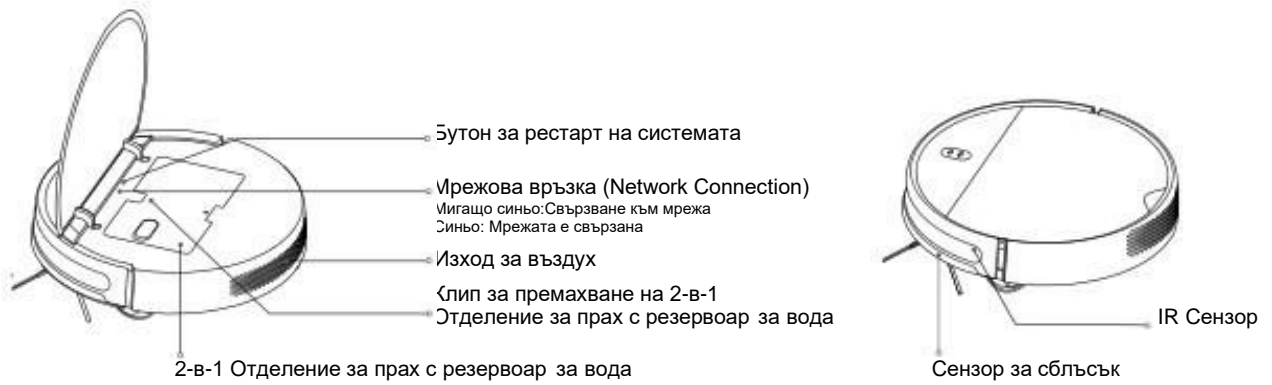 Бутон за рестарт на системата
Мрежова връзка (Network Connection)
Мигащо синьо:Свързване към мрежа
Синьо: Мрежата е свързана
Изход за въздух
Клип за премахване на 2-в-1
Отделение за прах с резервоар за вода
2-в-1 Отделение за прах с резервоар за вода
IR Сензор
Сензор за сблъсък